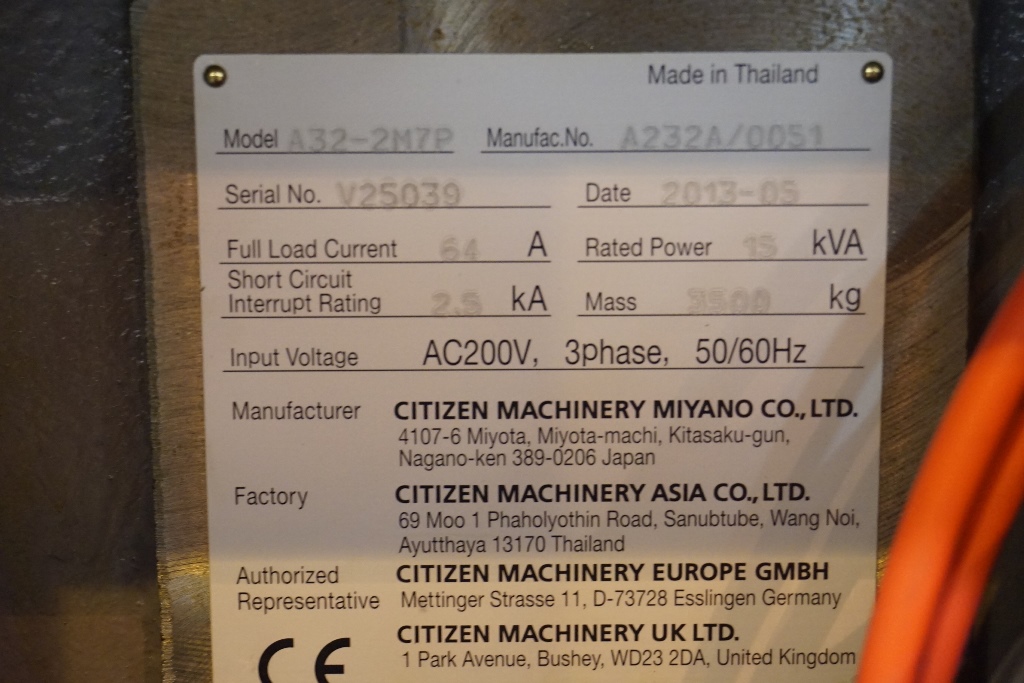 Made in Thailand
Model A32-2M7P Manufac.No. A232A/0051
Serial No. V25039 Date 2013-05
Full Load Current 64 A Rated Power 15 kVA
Short Circuit
Interrupt Rating 2.5 kA Mass 3500 kg
Input Voltage AC200V, 3phase, 50/60Hz
Manufacturer CITIZEN MACHINERY MIYANO CO., LTD.
4107-6 Miyota, Miyota-machi, Kitasaku-gun,
Nagano-ken 389-0206 Japan
Factory CITIZEN MACHINERY ASIA CO., LTD.
69 Moo 1 Phaholyothin Road, Sanubtube, Wang Noi,
Ayutthaya 13170 Thailand
Authorized CITIZEN MACHINERY EUROPE GMBH
Representative Mettinger Strasse 11, D-73728 Esslingen Germany
CITIZEN MACHINERY UK LTD.
1 Park Avenue, Bushey, WD23 2DA, United Kingdom
CE